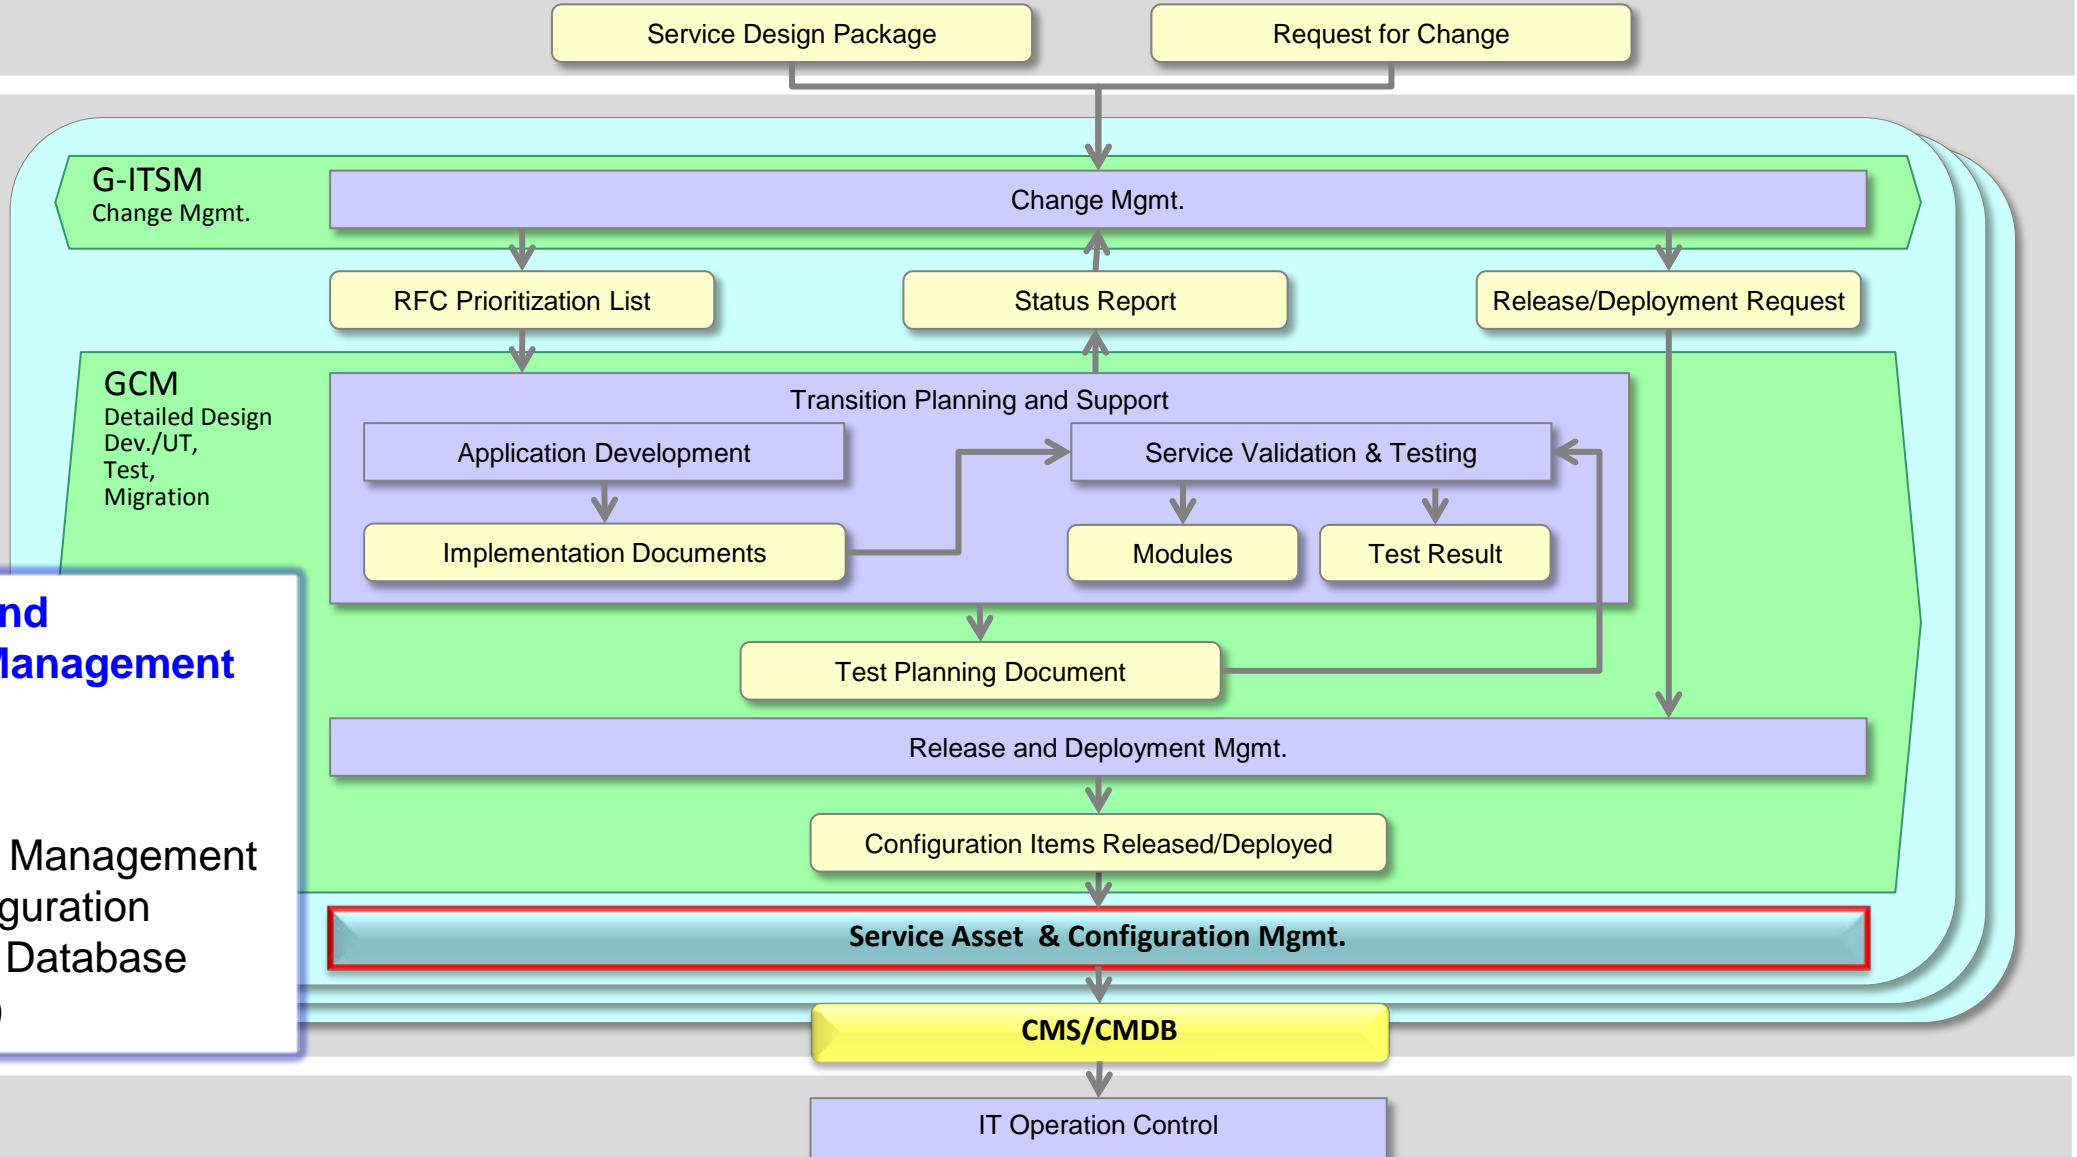 Service Design Package
Request for Change
G-ITSM
Change Mgmt.
Change Mgmt.
RFC Prioritization List
Status Report
Release/Deployment Request
GCM
Detailed Design
Dev./UT,
Test,
Migration
Transition Planning and Support
Application Development
Service Validation & Testing
Implementation Documents
Modules
Test Result
Test Planning Document
Release and Deployment Mgmt.
Configuration Items Released/Deployed
Service Asset & Configuration Mgmt.
Management
Management
Database
)
CMS/CMDB
IT Operation Control